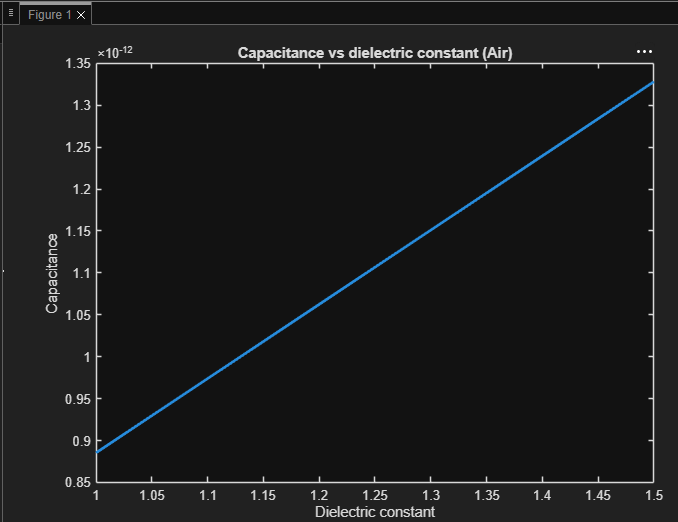 Figure 1
×10⁻¹²
Capacitance vs dielectric constant (Air)
1.35
1.3
1.25
1.2
1.15
1.1
1.05
1
0.95
0.9
0.85
Capacitance
1 1.05 1.1 1.15 1.2 1.25 1.3 1.35 1.4 1.45 1.5
Dielectric constant